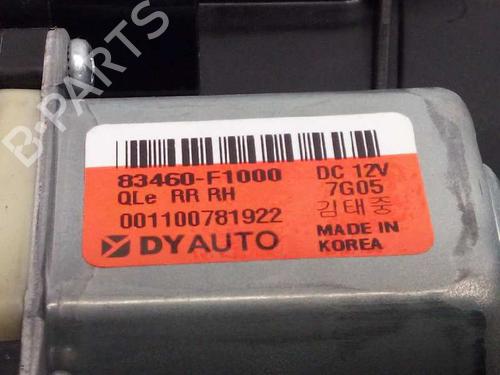 B-PARTS
83460-F1000 DC 12V
QLe RR RH 7G05
001100781922 김태중
DYAUTO MADE IN KOREA